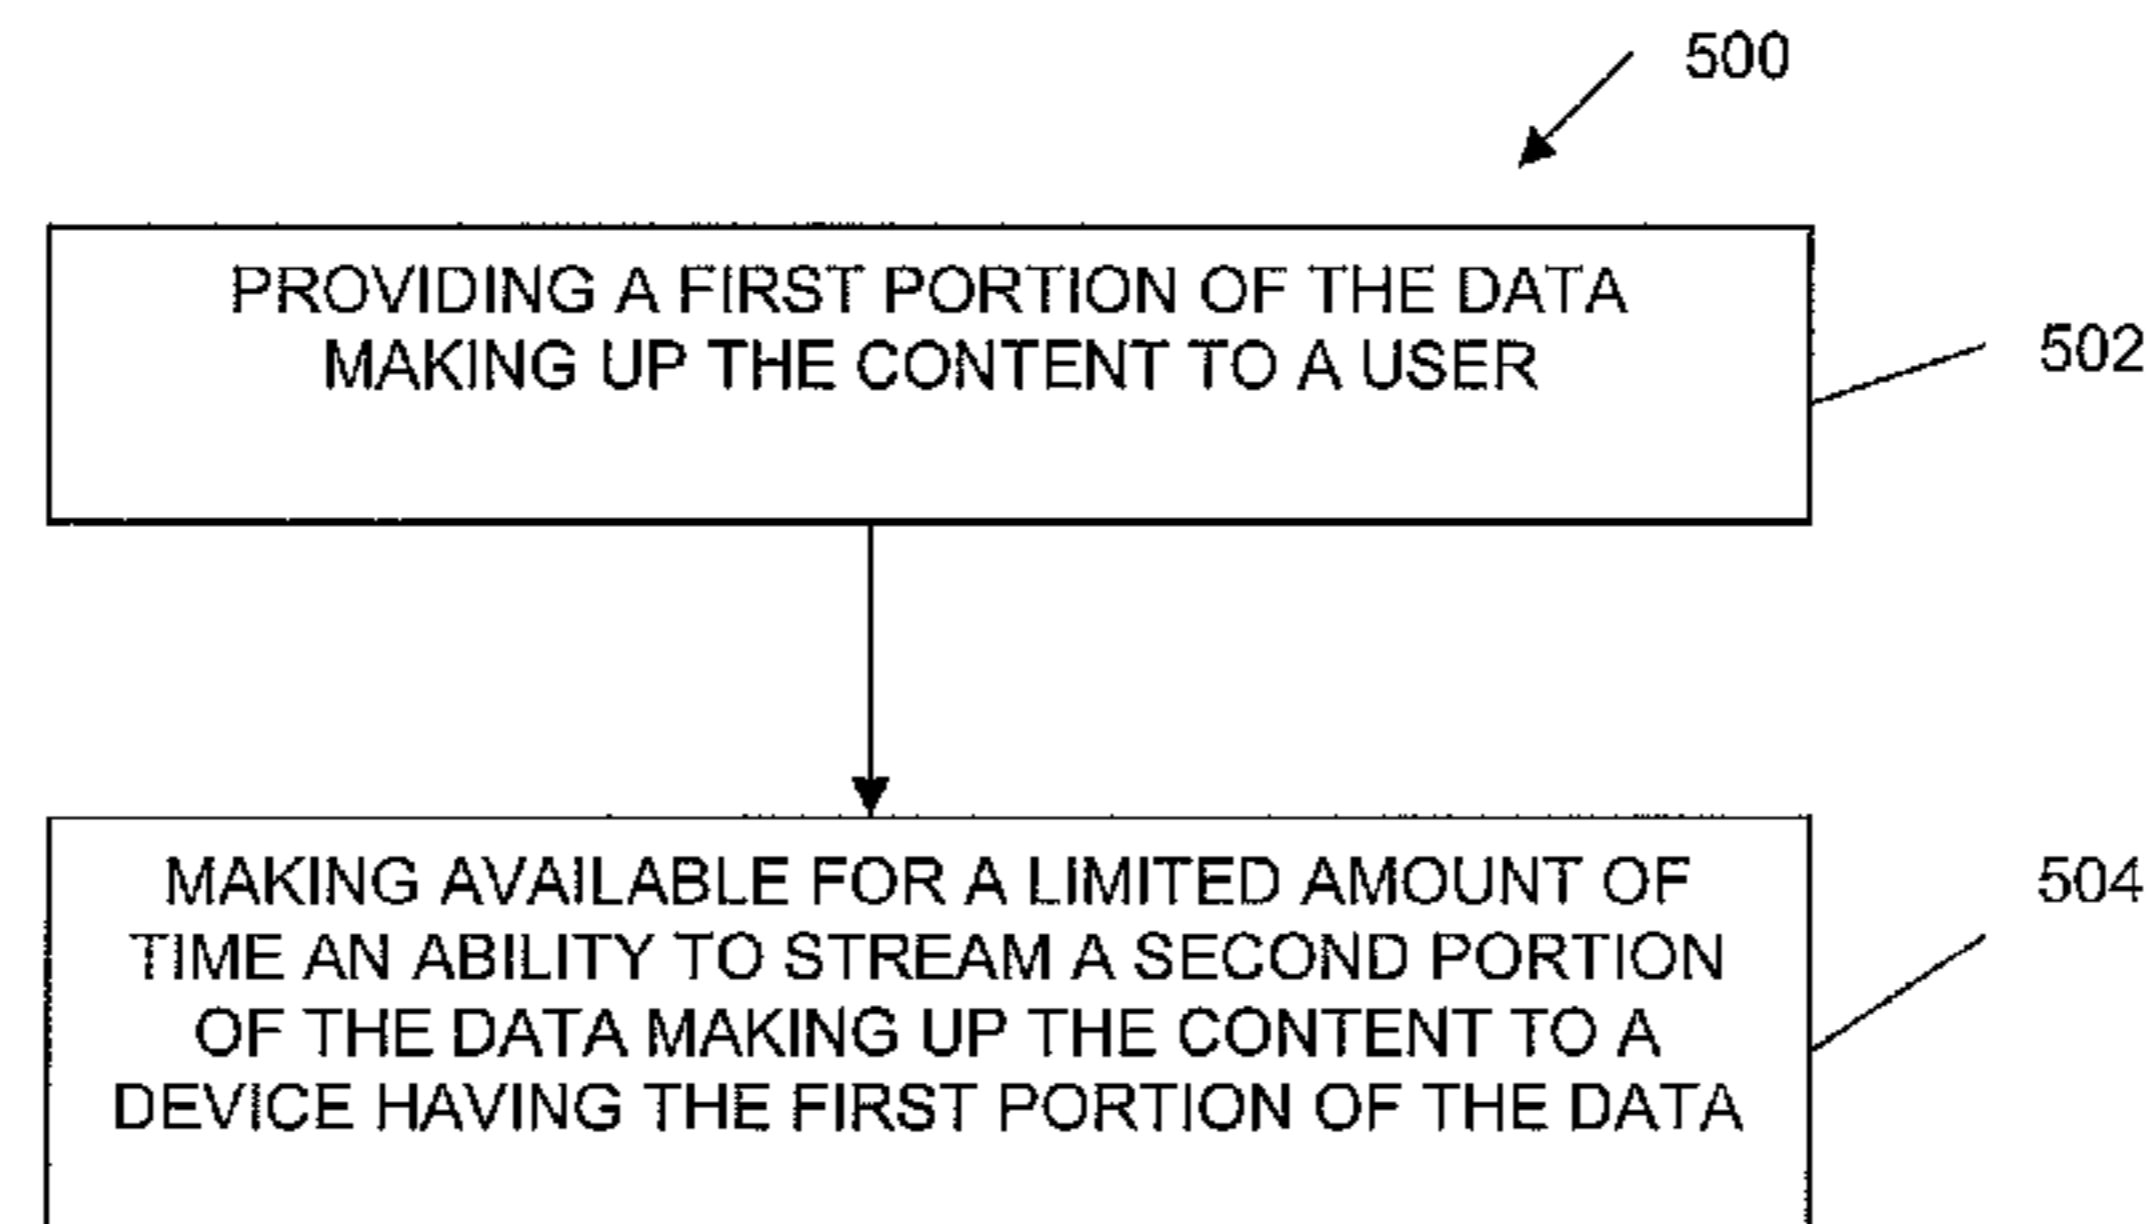 500
PROVIDING A FIRST PORTION OF THE DATA
MAKING UP THE CONTENT TO A USER
502
MAKING AVAILABLE FOR A LIMITED AMOUNT OF
TIME AN ABILITY TO STREAM A SECOND PORTION
OF THE DATA MAKING UP THE CONTENT TO A
DEVICE HAVING THE FIRST PORTION OF THE DATA
504